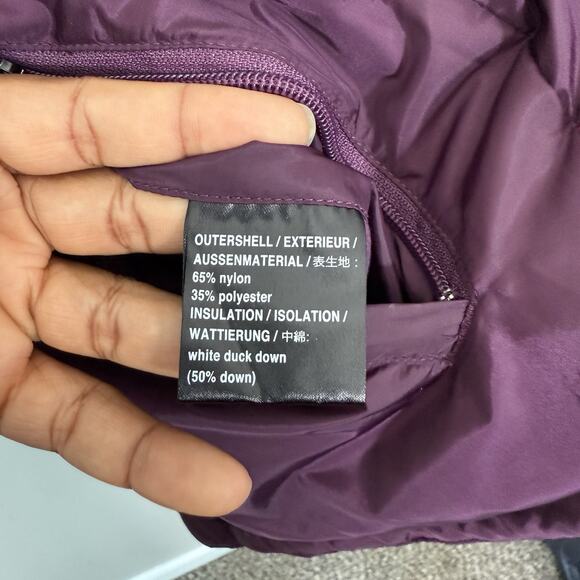 OUTERSHELL / EXTERIEUR /
AUSSENMATERIAL / 表生地 :
65% nylon
35% polyester
INSULATION / ISOLATION /
WATTIERUNG / 中綿:
white duck down
(50% down)